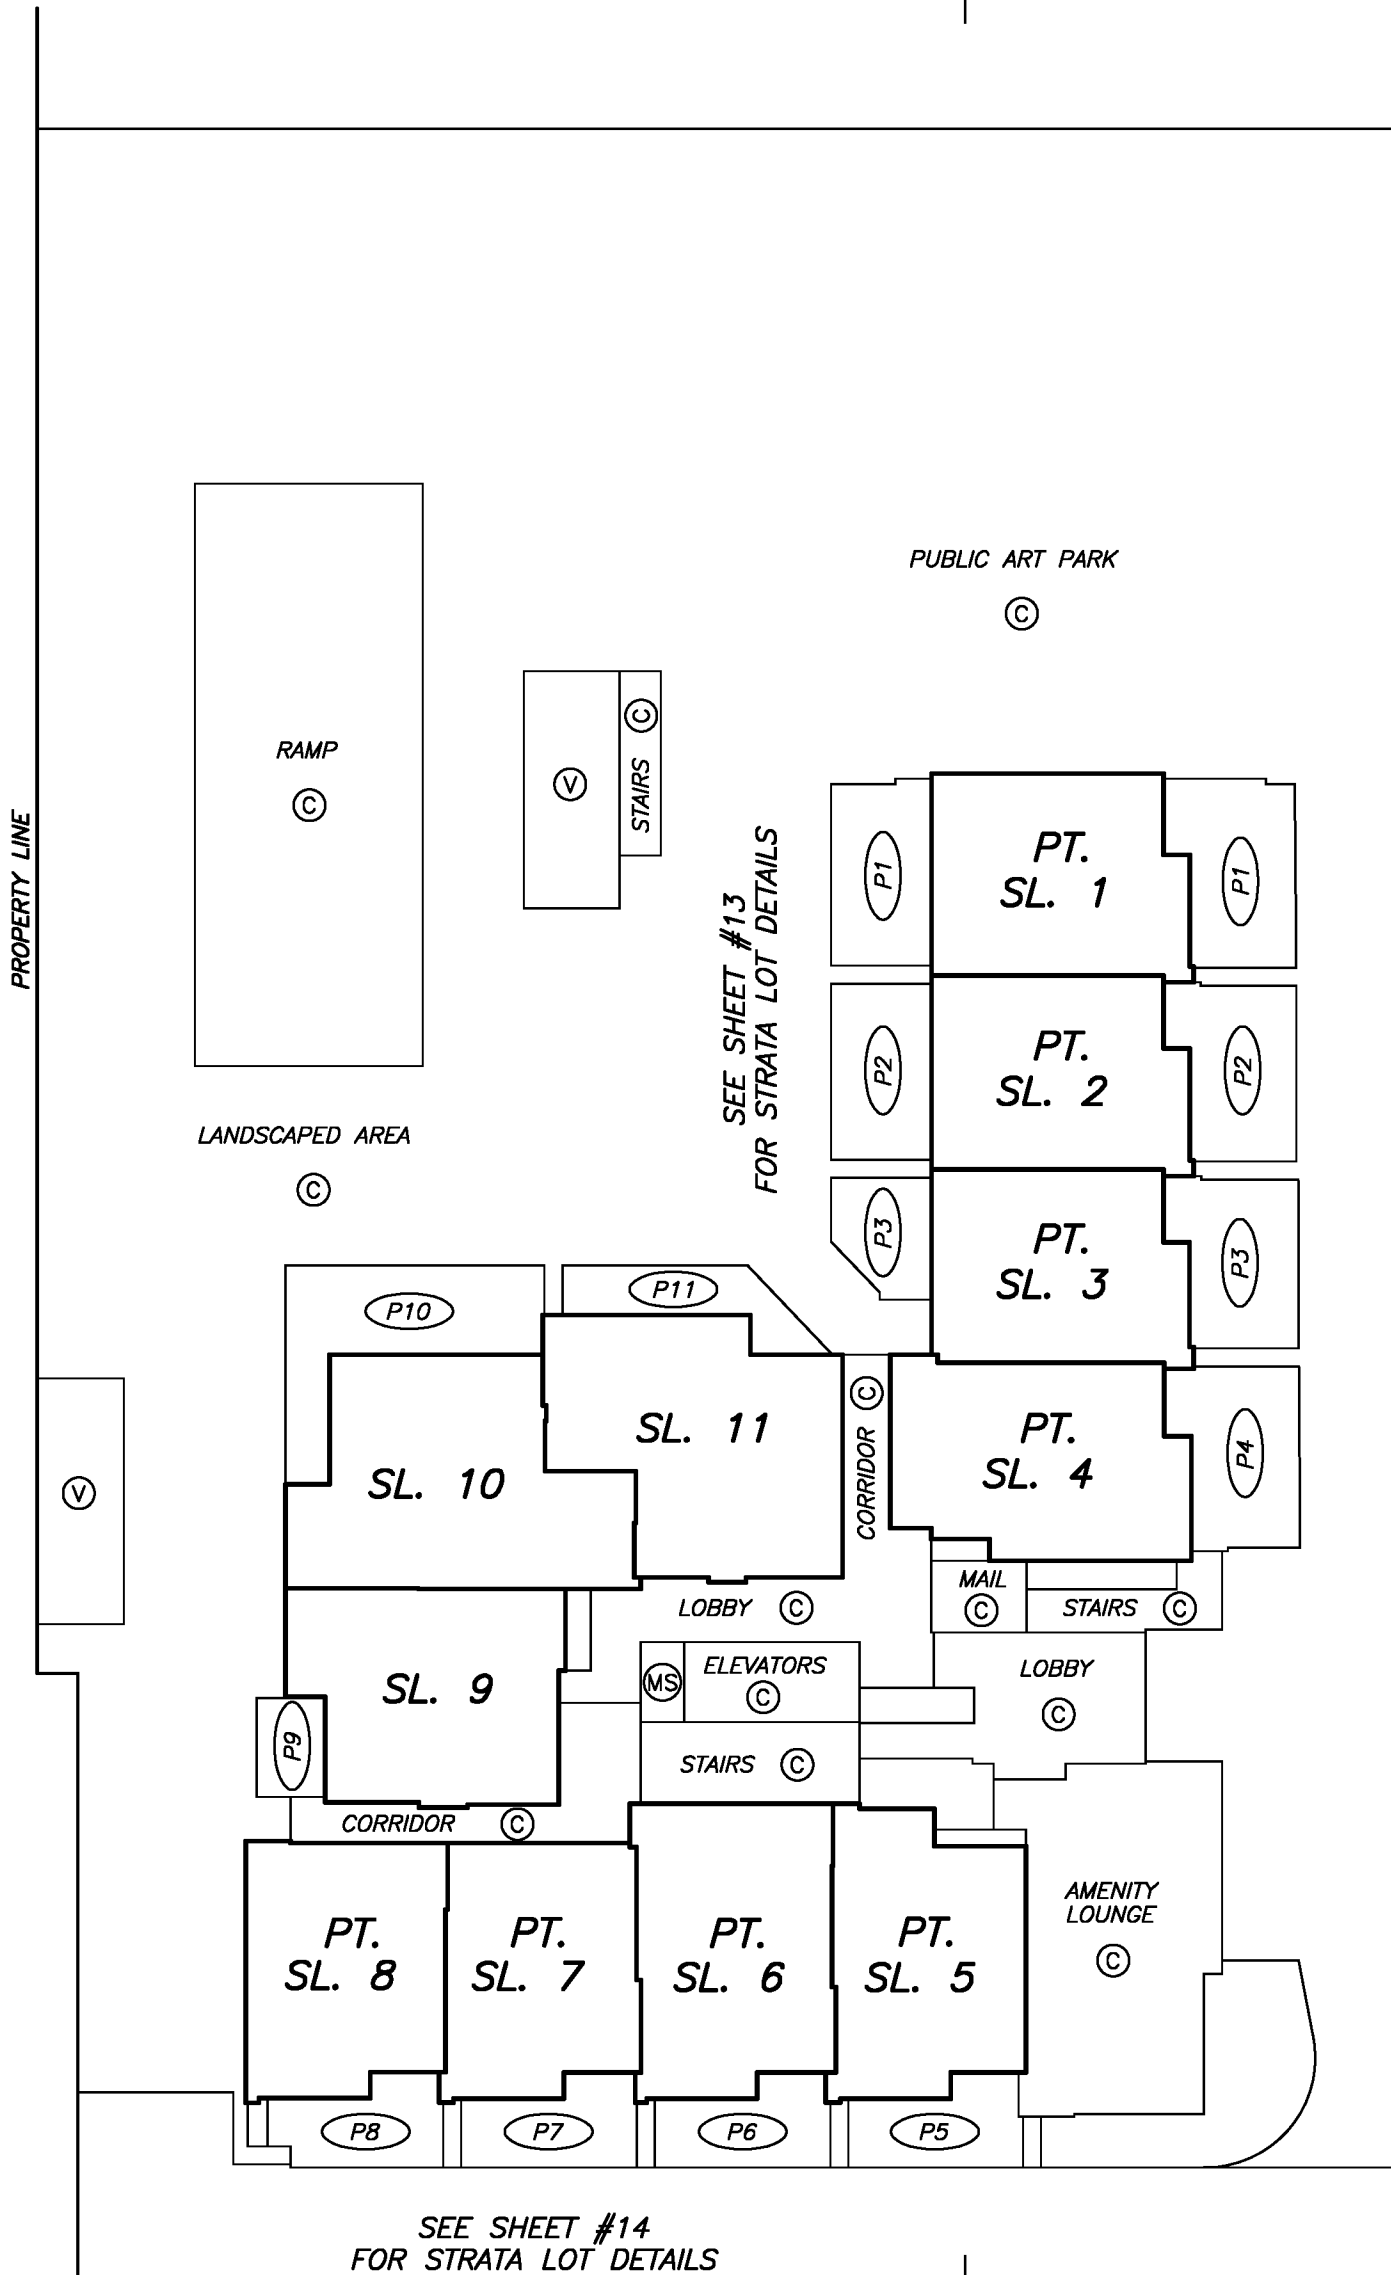 PUBLIC ART PARK
C
RAMP
C
V
STAIRS C
PROPERTY LINE
SEE SHEET #13
FOR STRATA LOT DETAILS
P1
PT.
SL. 1
P1
P2
PT.
SL. 2
P2
LANDSCAPED AREA
C
P3
PT.
SL. 3
P3
P10
P11
SL. 10
SL. 11
CORRIDOR C
PT.
SL. 4
P4
V
LOBBY C
MAIL
C
STAIRS C
SL. 9
MS
ELEVATORS
C
LOBBY
C
P9
STAIRS C
CORRIDOR C
PT.
SL. 8
PT.
SL. 7
PT.
SL. 6
PT.
SL. 5
AMENITY
LOUNGE
C
P8
P7
P6
P5
SEE SHEET #14
FOR STRATA LOT DETAILS